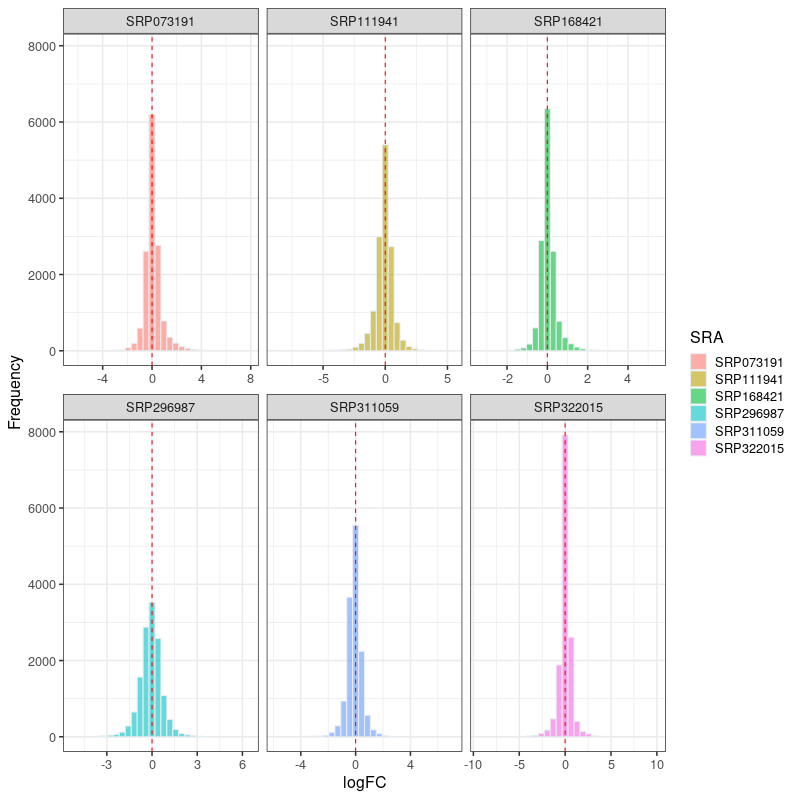 SRP073191 SRP111941 SRP168421
8000
6000
4000
2000
0
-4 0 4 8 -5 0 5 -2 0 2 4
SRP296987 SRP311059 SRP322015
8000
6000
4000
2000
0
-3 0 3 6 -4 0 4 -10 -5 0 5 10
logFC
Frequency
SRA
SRP073191
SRP111941
SRP168421
SRP296987
SRP311059
SRP322015